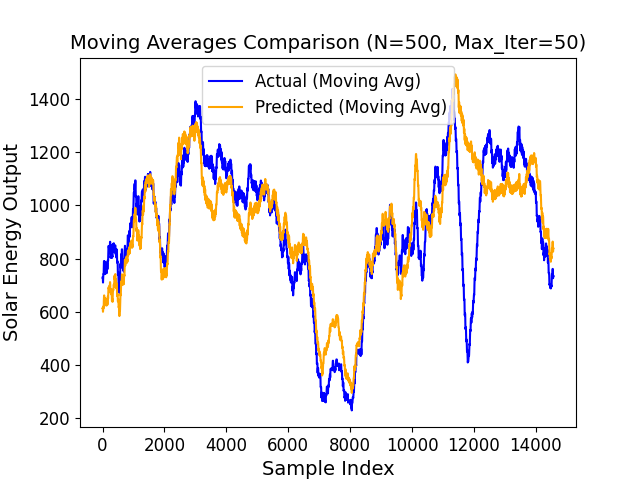 Moving Averages Comparison (N=500, Max_Iter=50)
Actual (Moving Avg)
Predicted (Moving Avg)
Solar Energy Output
1400
1200
1000
800
600
400
200
0 2000 4000 6000 8000 10000 12000 14000
Sample Index